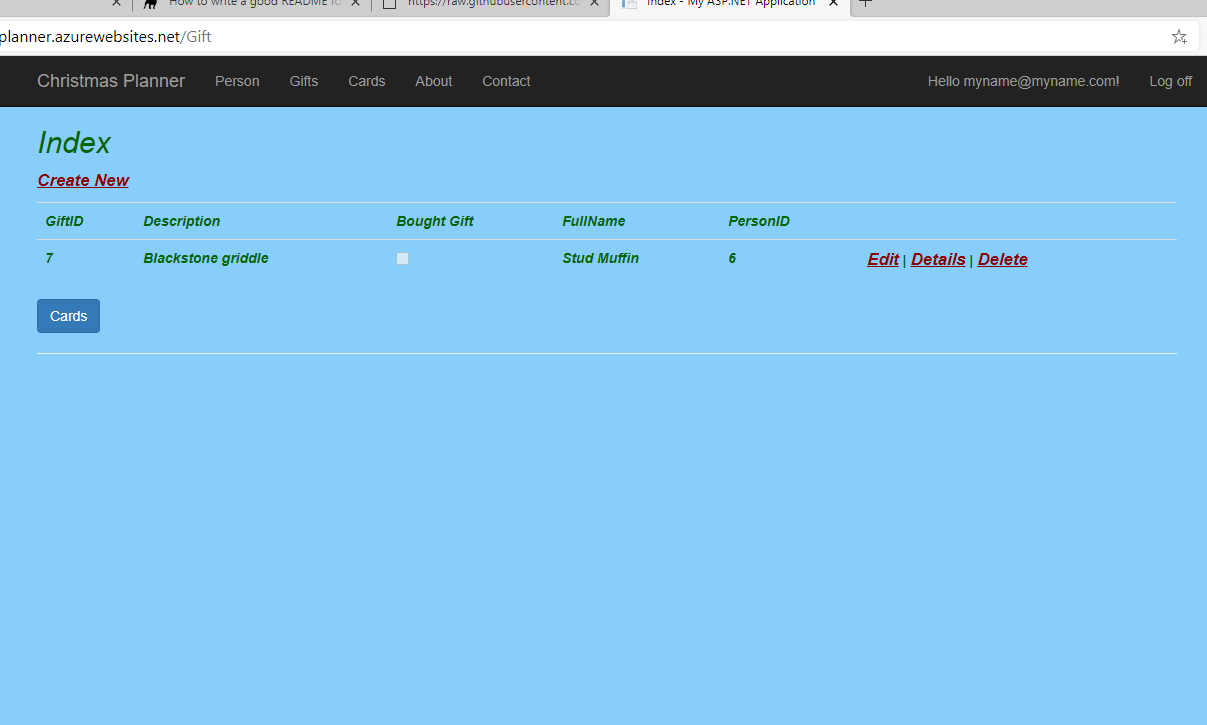 How to write a good README fo
https://raw.githubusercontent.co
Index - My ASP.NET Application
planner.azurewebsites.net/Gift
Christmas Planner Person Gifts Cards About Contact Hello myname@myname.com! Log off
Index
Create New
GiftID Description Bought Gift FullName PersonID
7 Blackstone griddle Stud Muffin 6 Edit | Details | Delete
Cards